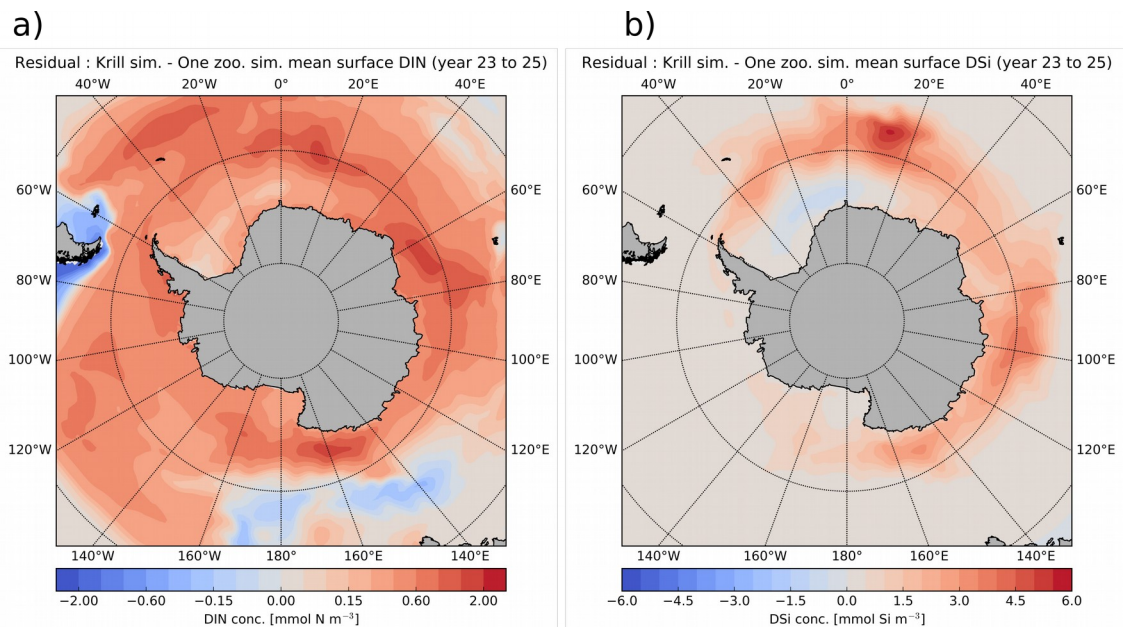 a)
b)
Residual : Krill sim. - One zoo. sim. mean surface DIN (year 23 to 25)
40°W 20°W 0° 20°E 40°E
60°W 60°E
80°W 80°E
100°W 100°E
120°W 120°E
140°W 160°W 180° 160°E 140°E
−2.00 −0.60 −0.15 0.00 0.15 0.60 2.00
DIN conc. [mmol N m⁻³]
Residual : Krill sim. - One zoo. sim. mean surface DSi (year 23 to 25)
40°W 20°W 0° 20°E 40°E
60°W 60°E
80°W 80°E
100°W 100°E
120°W 120°E
140°W 160°W 180° 160°E 140°E
−6.0 −4.5 −3.0 −1.5 0.0 1.5 3.0 4.5 6.0
DSi conc. [mmol Si m⁻³]